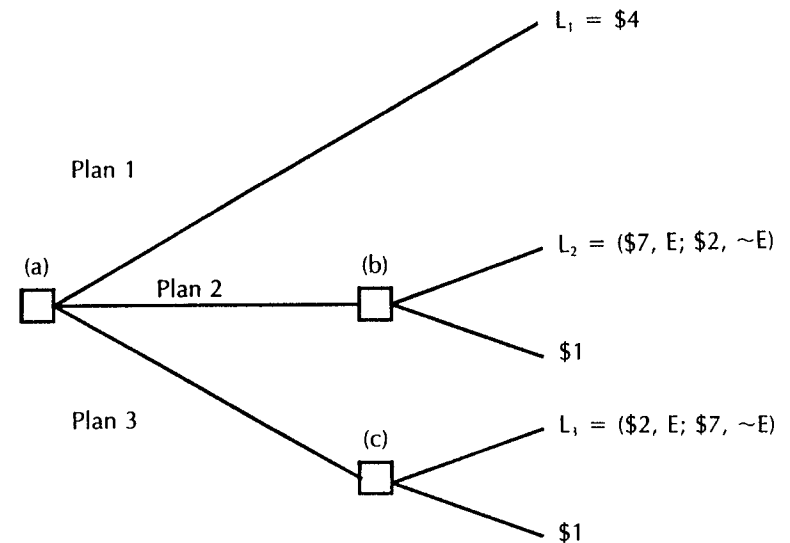 L₁ = $4
Plan 1
L₂ = ($7, E; $2, ~E)
(a)
(b)
Plan 2
$1
Plan 3
L₃ = ($2, E; $7, ~E)
(c)
$1